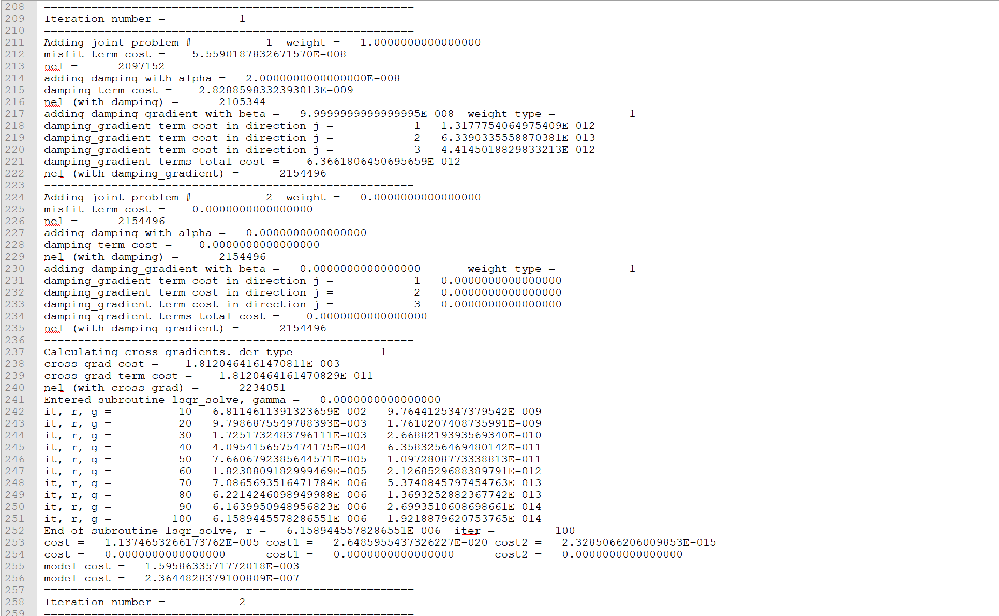 208 =======================================================
209 Iteration number =           1
210 =======================================================
211 Adding joint problem #           1  weight =   1.0000000000000000
212 misfit term cost =    5.5590187832671570E-008
213 nel =      2097152
214 adding damping with alpha =   2.0000000000000000E-008
215 damping term cost =    2.8288598332393013E-009
216 nel (with damping) =      2105344
217 adding damping_gradient with beta =   9.9999999999999995E-008  weight type =           1
218 damping_gradient term cost in direction j =            1   1.3177754064975409E-012
219 damping_gradient term cost in direction j =            2   6.3390335558870381E-013
220 damping_gradient term cost in direction j =            3   4.4145018829833213E-012
221 damping_gradient terms total cost =    6.3661806450695659E-012
222 nel (with damping_gradient) =      2154496
223 -------------------------------------------------------
224 Adding joint problem #           2  weight =   0.0000000000000000
225 misfit term cost =    0.0000000000000000
226 nel =      2154496
227 adding damping with alpha =   0.0000000000000000
228 damping term cost =    0.0000000000000000
229 nel (with damping) =      2154496
230 adding damping_gradient with beta =   0.0000000000000000       weight type =           1
231 damping_gradient term cost in direction j =            1   0.0000000000000000
232 damping_gradient term cost in direction j =            2   0.0000000000000000
233 damping_gradient term cost in direction j =            3   0.0000000000000000
234 damping_gradient terms total cost =    0.0000000000000000
235 nel (with damping_gradient) =      2154496
236 -------------------------------------------------------
237 Calculating cross gradients. der_type =           1
238 cross-grad cost =    1.8120464161470811E-003
239 cross-grad term cost =    1.8120464161470829E-011
240 nel (with cross-grad) =      2234051
241 Entered subroutine lsqr_solve, gamma =   0.0000000000000000
242 it, r, g =          10   6.8114611391323659E-002   9.7644125347379542E-009
243 it, r, g =          20   9.7986875549788393E-003   1.7610207408735991E-009
244 it, r, g =          30   1.7251732483796111E-003   2.6688219393569340E-010
245 it, r, g =          40   4.0954156575474175E-004   6.3583256469480142E-011
246 it, r, g =          50   7.6606792385644571E-005   1.0972808773338813E-011
247 it, r, g =          60   1.8230809182999469E-005   2.1268529688389791E-012
248 it, r, g =          70   7.0865693516471784E-006   5.3740845797454763E-013
249 it, r, g =          80   6.2214246098949988E-006   1.3693252882367742E-013
250 it, r, g =          90   6.1639950948956823E-006   2.6993510608698661E-014
251 it, r, g =         100   6.1589445578286551E-006   1.9218879620753765E-014
252 End of subroutine lsqr_solve, r =   6.1589445578286551E-006  iter =         100
253 cost =   1.1374653266173762E-005 cost1 =   2.6485955437326227E-020 cost2 =   2.3285066206009853E-015
254 cost =   0.0000000000000000      cost1 =   0.0000000000000000      cost2 =   0.0000000000000000
255 model cost =   1.5958633571772018E-003
256 model cost =   2.3644828379100809E-007
257 =======================================================
258 Iteration number =           2
259 =======================================================